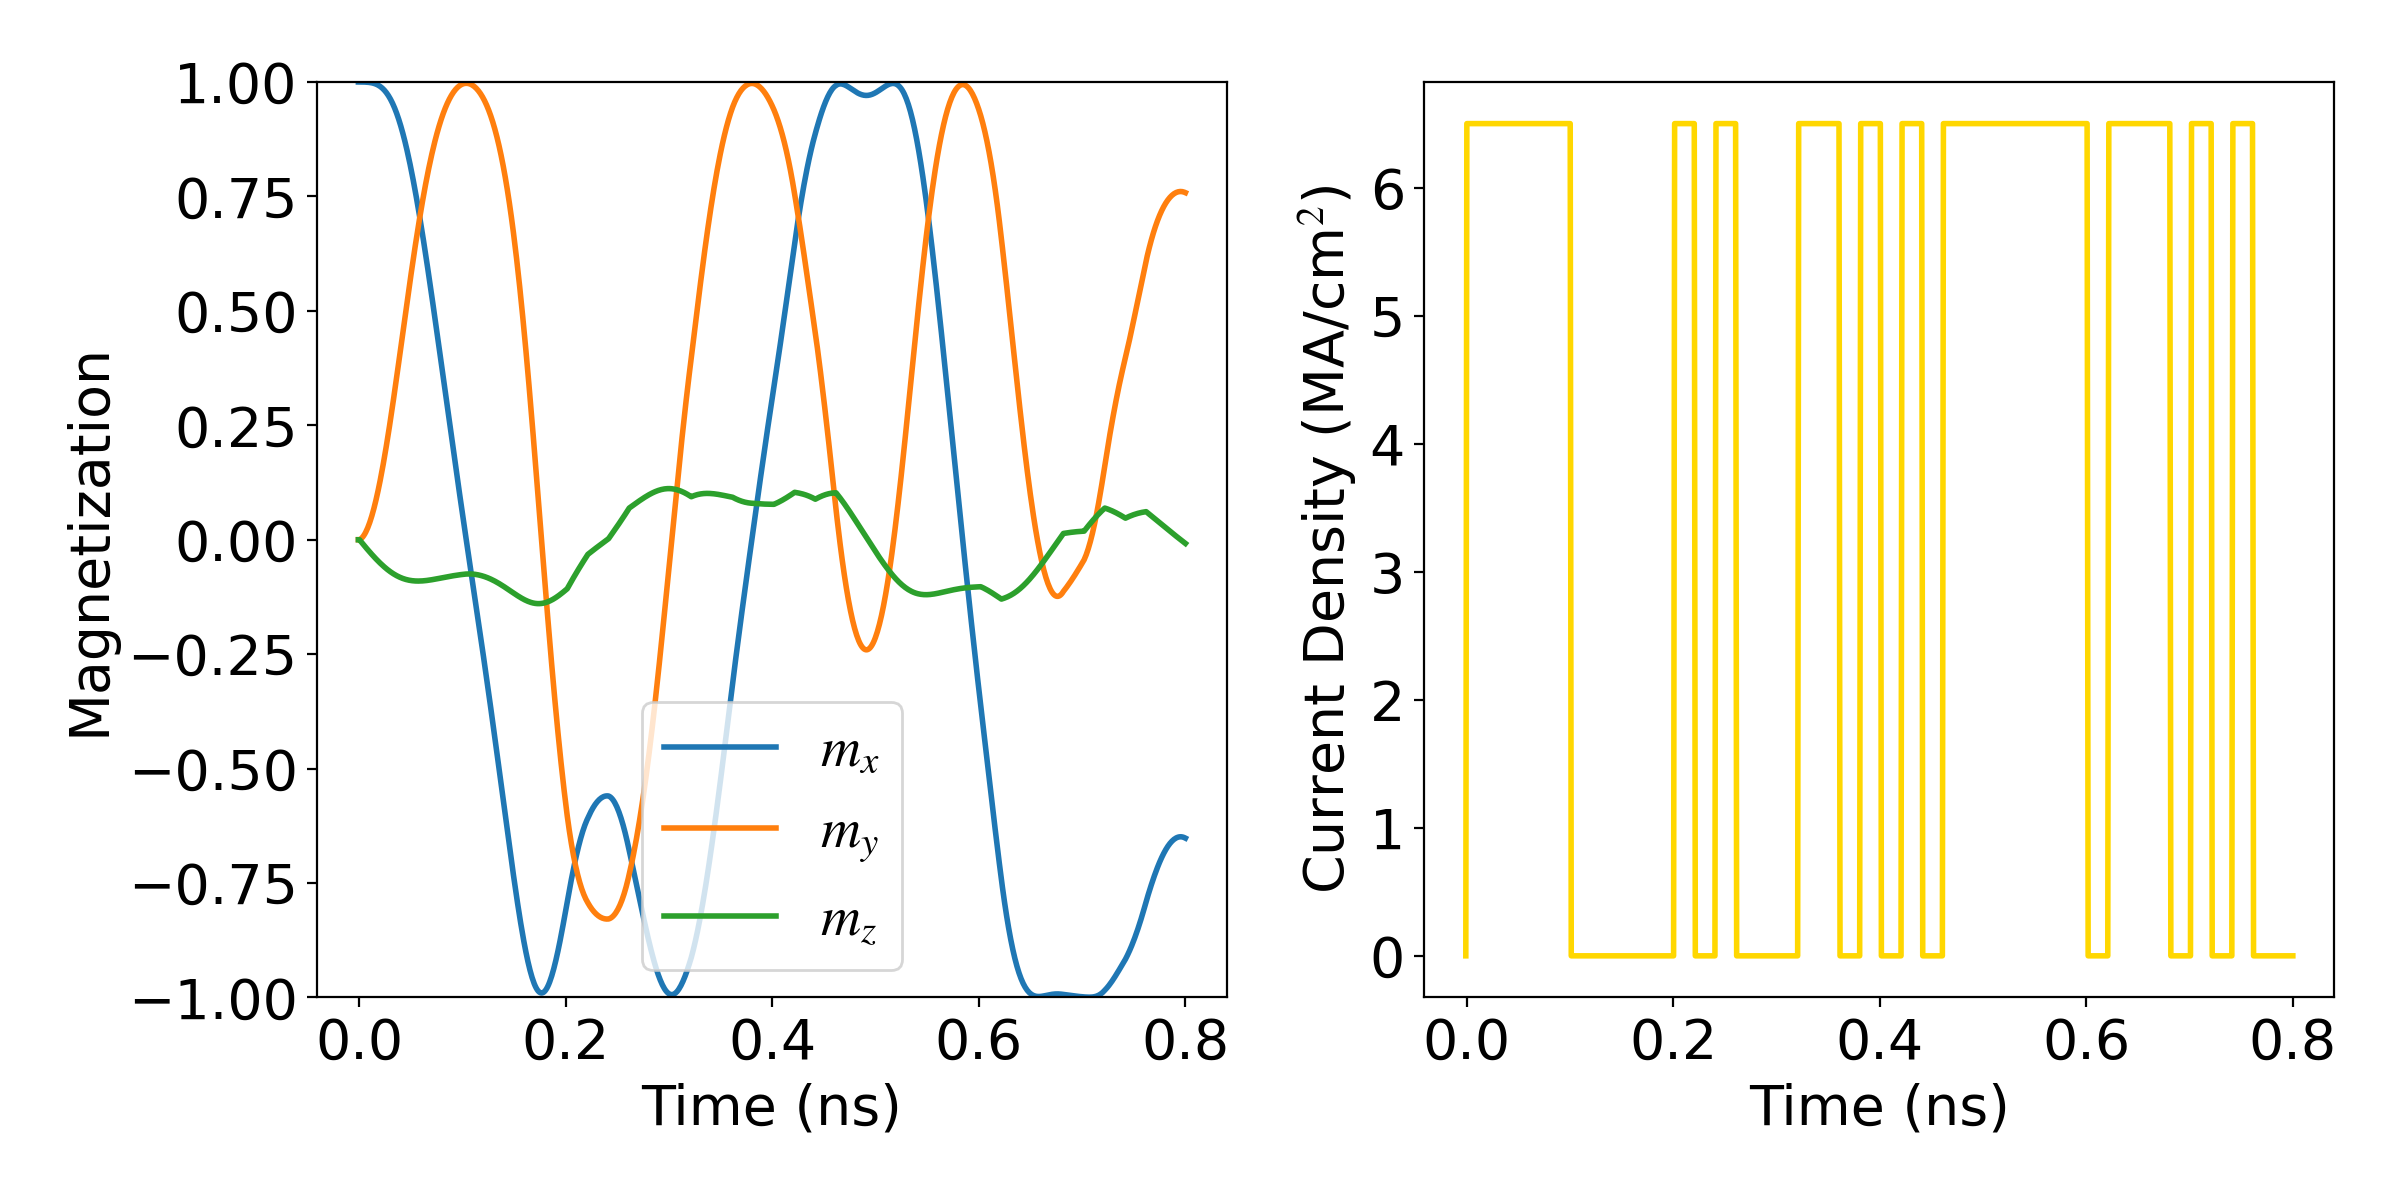 Magnetization
1.00
0.75
0.50
0.25
0.00
−0.25
−0.50
−0.75
−1.00
m_x
m_y
m_z
0.0 0.2 0.4 0.6 0.8
Time (ns)
Current Density (MA/cm²)
6
5
4
3
2
1
0
0.0 0.2 0.4 0.6 0.8
Time (ns)